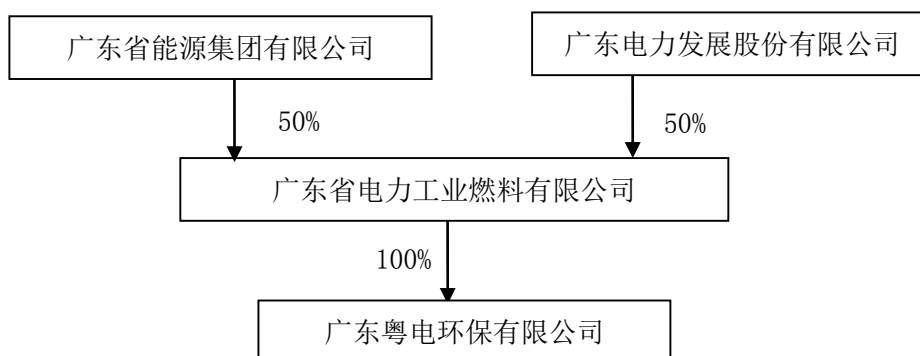 广东省能源集团有限公司
广东电力发展股份有限公司
50%
50%
广东省电力工业燃料有限公司
100%
广东粤电环保有限公司